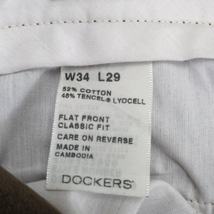 W34 L29
52% COTTON
48% TENCEL® LYOCELL
FLAT FRONT
CLASSIC FIT
CARE ON REVERSE
MADE IN
CAMBODIA
DOCKERS®